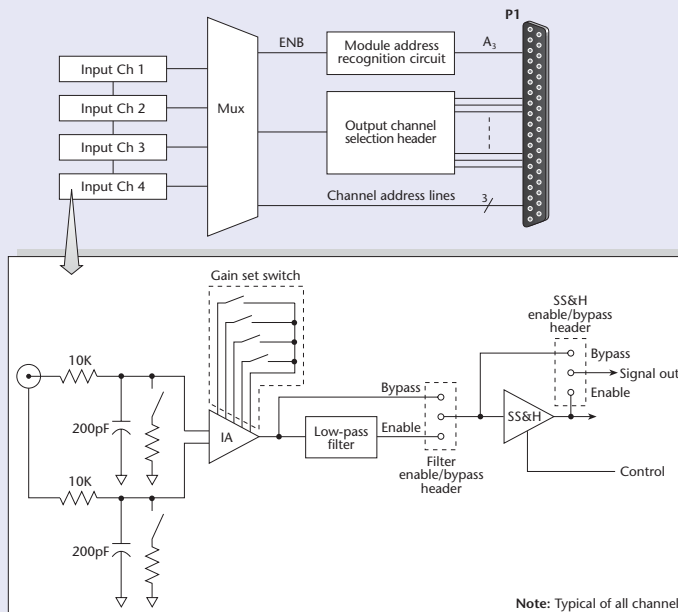 P1
ENB
Module address
recognition circuit
A3
Input Ch 1
Input Ch 2
Input Ch 3
Input Ch 4
Mux
Output channel
selection header
Channel address lines
3
Gain set switch
SS&H
enable/bypass
header
10K
Bypass
Signal out
Enable
200pF
IA
Bypass
Low-pass
filter
Enable
SS&H
Filter
enable/bypass
header
Control
10K
200pF
Note: Typical of all channel